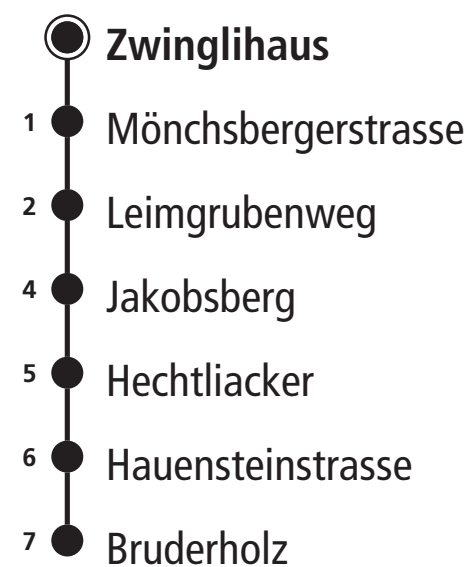 Zwinglihaus
1 Mönchsbergerstrasse
2 Leimgrubenweg
4 Jakobsberg
5 Hechtliacker
6 Hauensteinstrasse
7 Bruderholz